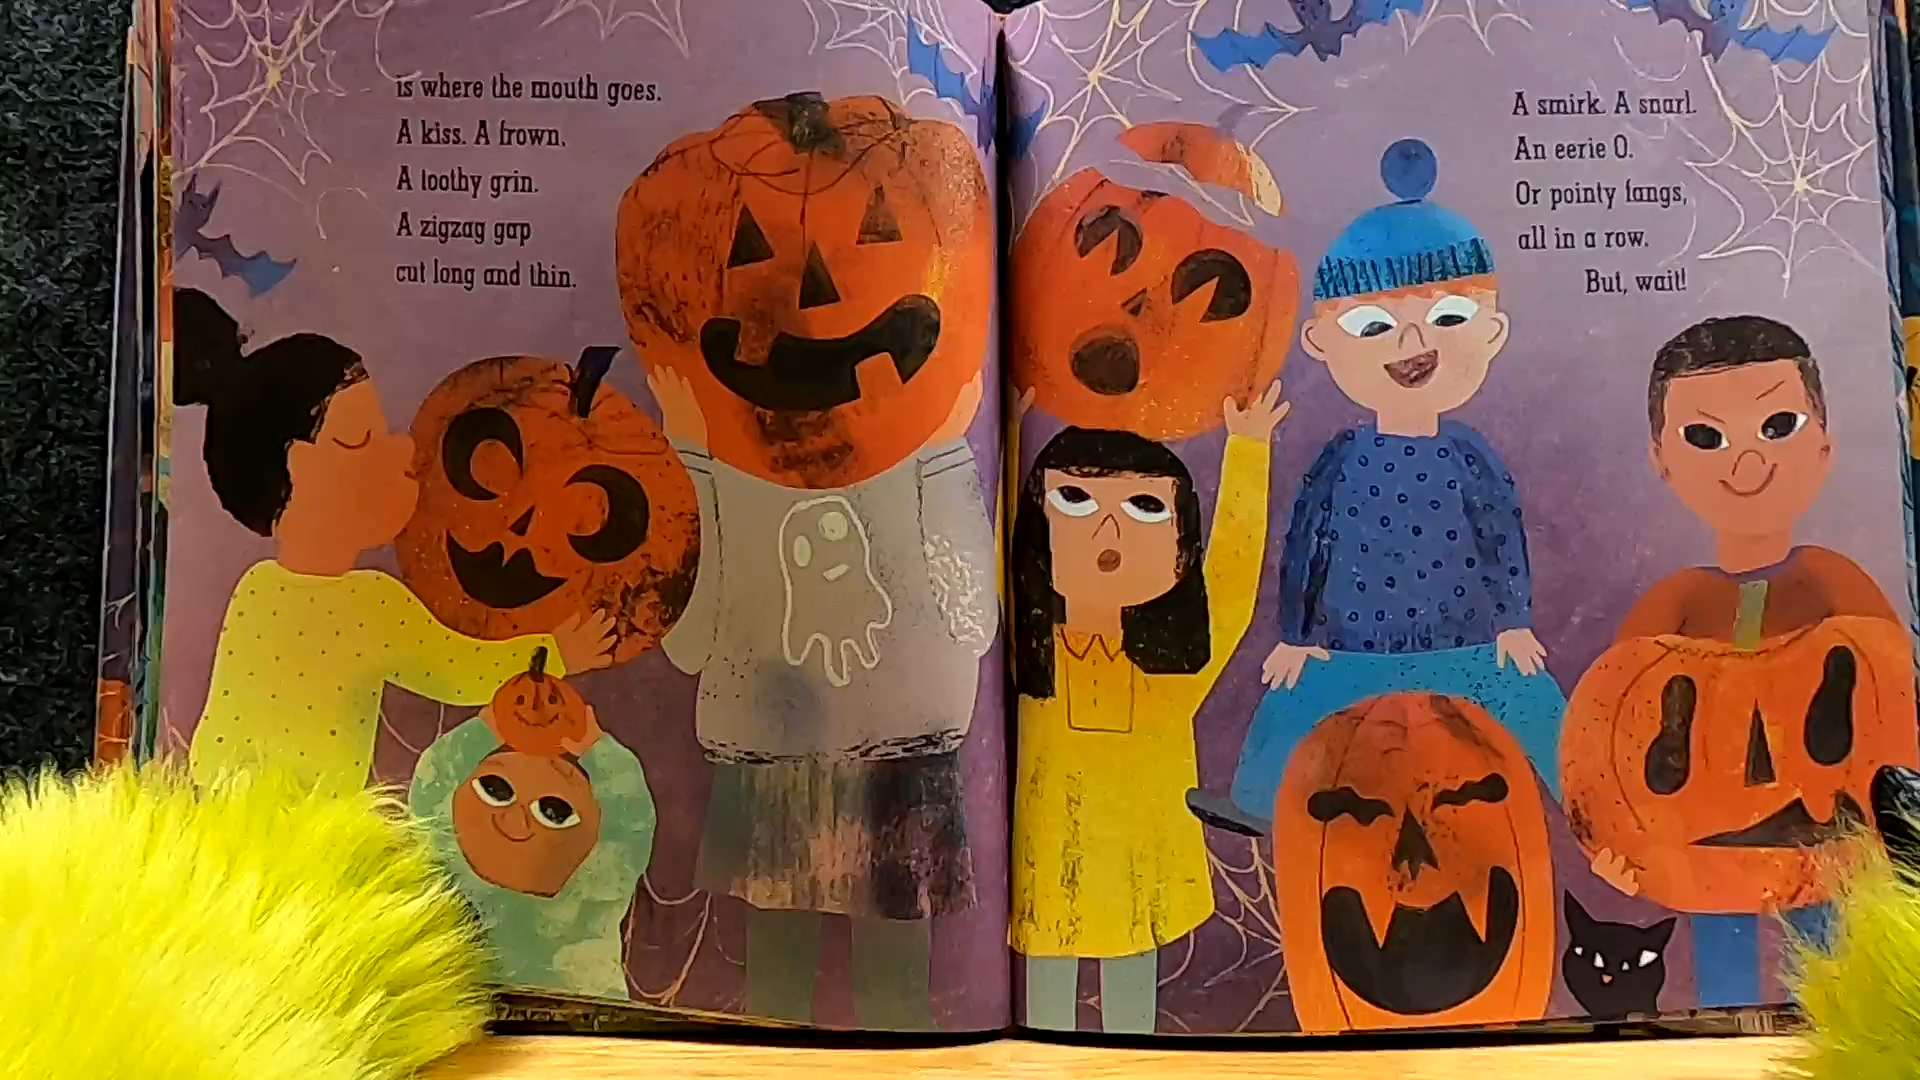 is where the mouth goes.
A kiss. A frown.
A toothy grin.
A zigzag gap
cut long and thin.
A smirk. A snarl.
An eerie O.
Or pointy fangs,
all in a row.
But, wait!